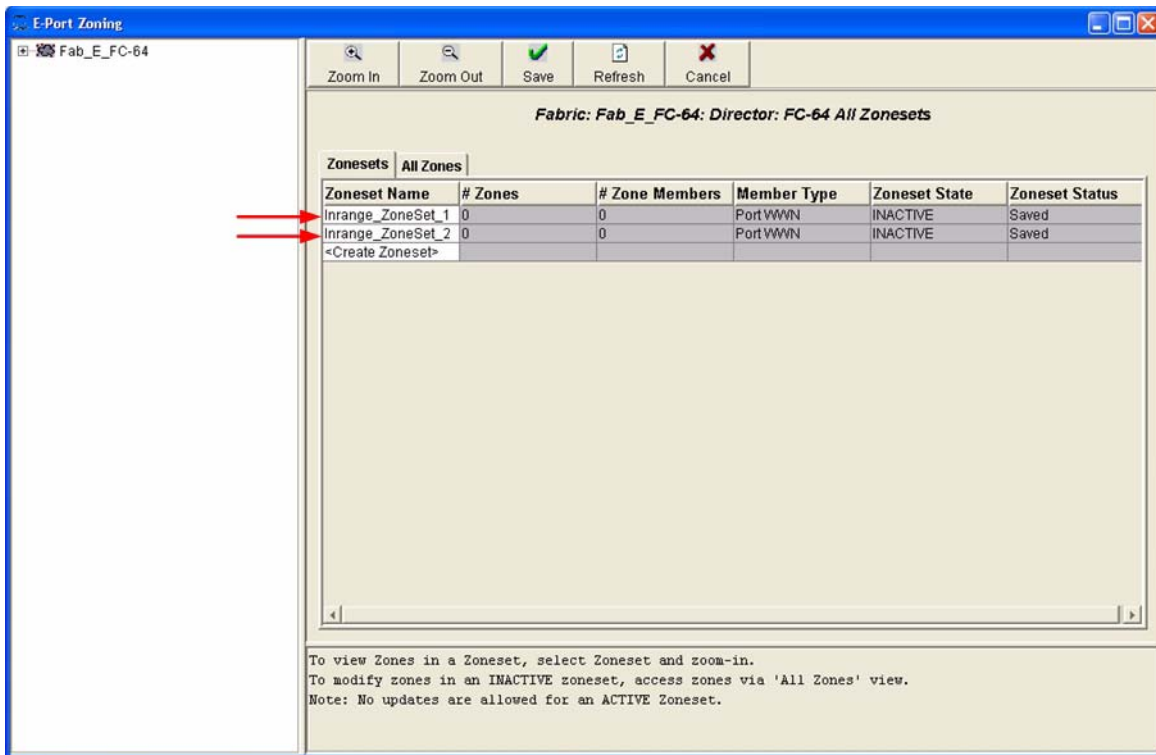 E-Port Zoning
Fab_E_FC-64
Zoom In Zoom Out Save Refresh Cancel
Fabric: Fab_E_FC-64: Director: FC-64 All Zonesets
Zonesets All Zones
Zoneset Name # Zones # Zone Members Member Type Zoneset State Zoneset Status
Inrange_ZoneSet_1 0 0 Port WWN INACTIVE Saved
Inrange_ZoneSet_2 0 0 Port WWN INACTIVE Saved
<Create Zoneset>
To view Zones in a Zoneset, select Zoneset and zoom-in.
To modify zones in an INACTIVE zoneset, access zones via 'All Zones' view.
Note: No updates are allowed for an ACTIVE Zoneset.